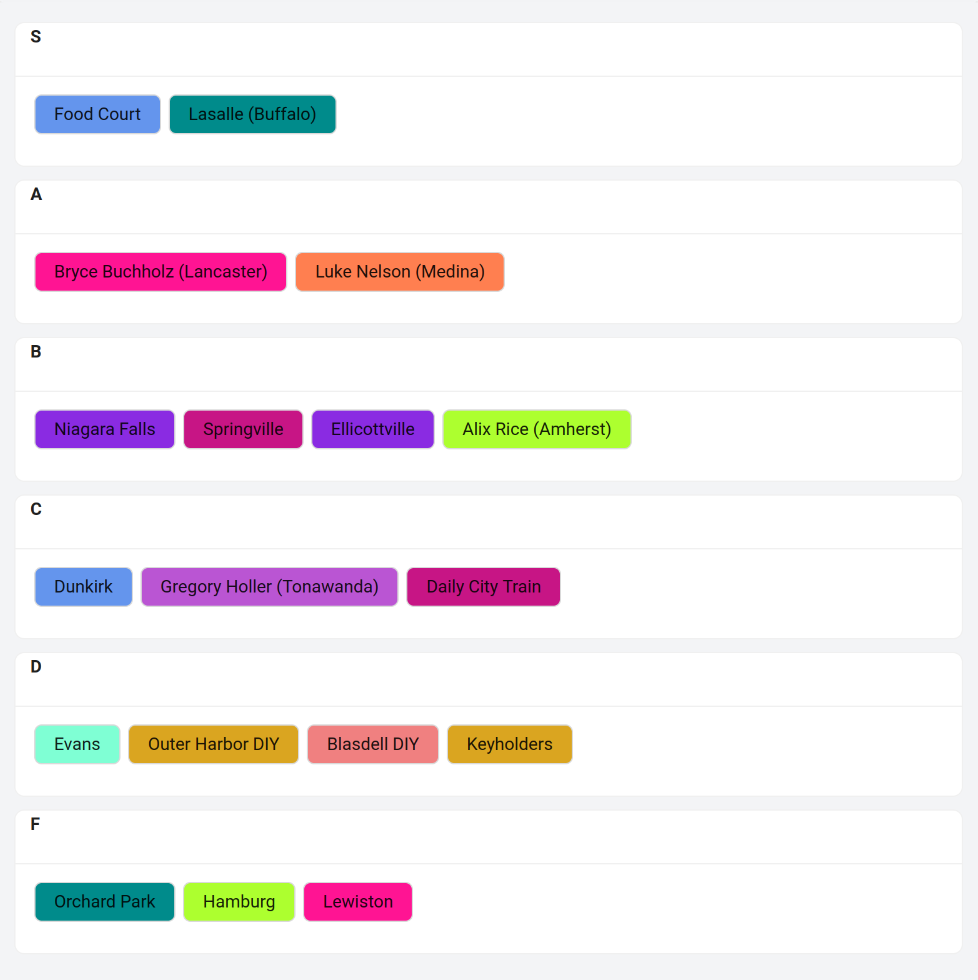 S
Food Court Lasalle (Buffalo)
A
Bryce Buchholz (Lancaster) Luke Nelson (Medina)
B
Niagara Falls Springville Ellicottville Alix Rice (Amherst)
C
Dunkirk Gregory Holler (Tonawanda) Daily City Train
D
Evans Outer Harbor DIY Blasdell DIY Keyholders
F
Orchard Park Hamburg Lewiston